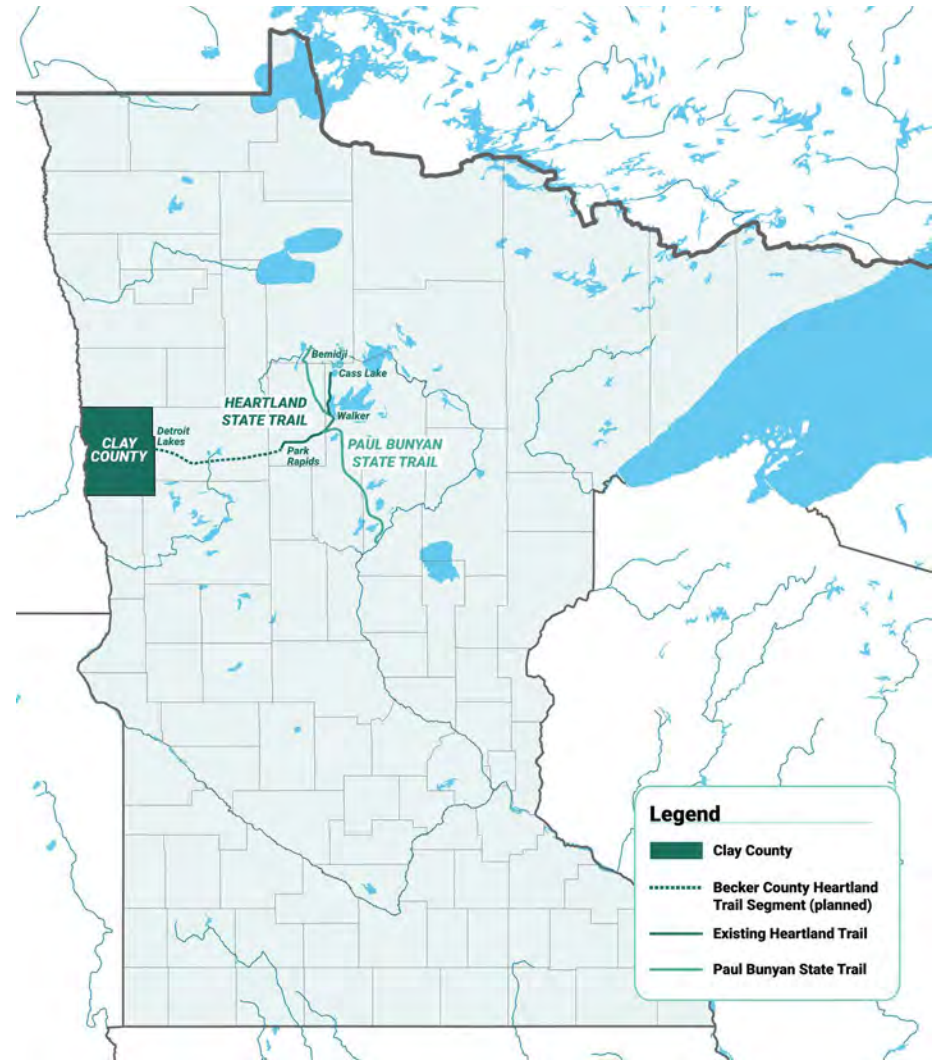 Bemidji
Cass Lake
HEARTLAND
STATE TRAIL
Walker
CLAY
COUNTY
Detroit
Lakes
Park
Rapids
PAUL BUNYAN
STATE TRAIL
Legend
Clay County
Becker County Heartland
Trail Segment (planned)
Existing Heartland Trail
Paul Bunyan State Trail